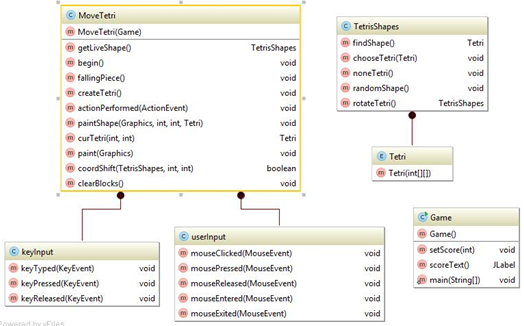 MoveTetri
MoveTetri(Game)
getLiveShape() TetrisShapes
begin() void
fallingPiece() void
createTetri() void
actionPerformed(ActionEvent) void
paintShape(Graphics, int, int, Tetri) void
curTetri(int, int) Tetri
paint(Graphics) void
coordShift(TetrisShapes, int, int) boolean
clearBlocks() void
TetrisShapes
findShape() Tetri
chooseTetri(Tetri) void
noneTetri() void
randomShape() void
rotateTetri() TetrisShapes
Tetri
Tetri(int[][])
Game
Game()
setScore(int) void
scoreText() JLabel
main(String[]) void
keyInput
keyTyped(KeyEvent) void
keyPressed(KeyEvent) void
keyReleased(KeyEvent) void
userInput
mouseClicked(MouseEvent) void
mousePressed(MouseEvent) void
mouseReleased(MouseEvent) void
mouseEntered(MouseEvent) void
mouseExited(MouseEvent) void
Powered by yFiles